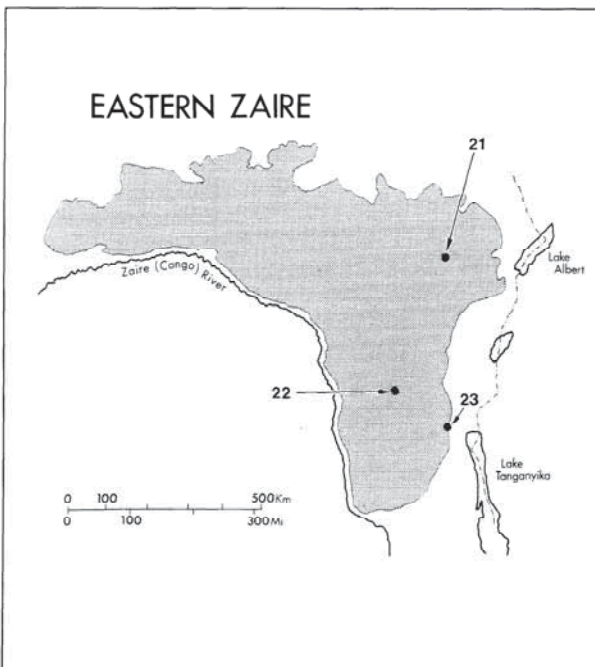 EASTERN ZAIRE
21
Lake
Albert
Zaire (Congo) River
22
23
Lake
Tanganyika
0 100 500 Km
0 100 300 Mi